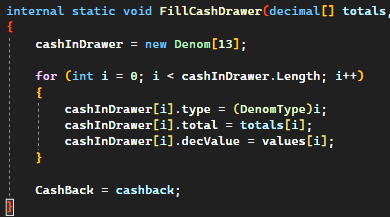 internal static void FillCashDrawer(decimal[] totals,
{
cashInDrawer = new Denom[13];
for (int i = 0; i < cashInDrawer.Length; i++)
{
cashInDrawer[i].type = (DenomType)i;
cashInDrawer[i].total = totals[i];
cashInDrawer[i].decValue = values[i];
}
CashBack = cashback;
}